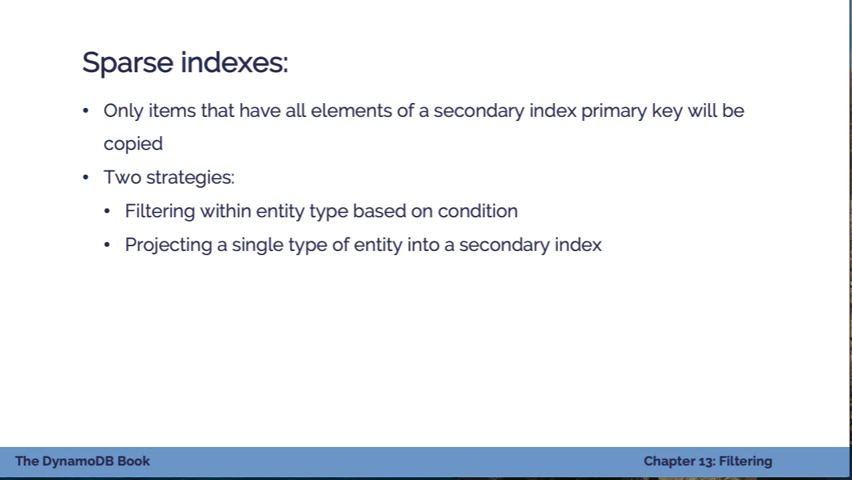 Sparse indexes:
• Only items that have all elements of a secondary index primary key will be
copied
• Two strategies:
• Filtering within entity type based on condition
• Projecting a single type of entity into a secondary index
The DynamoDB Book
Chapter 13: Filtering